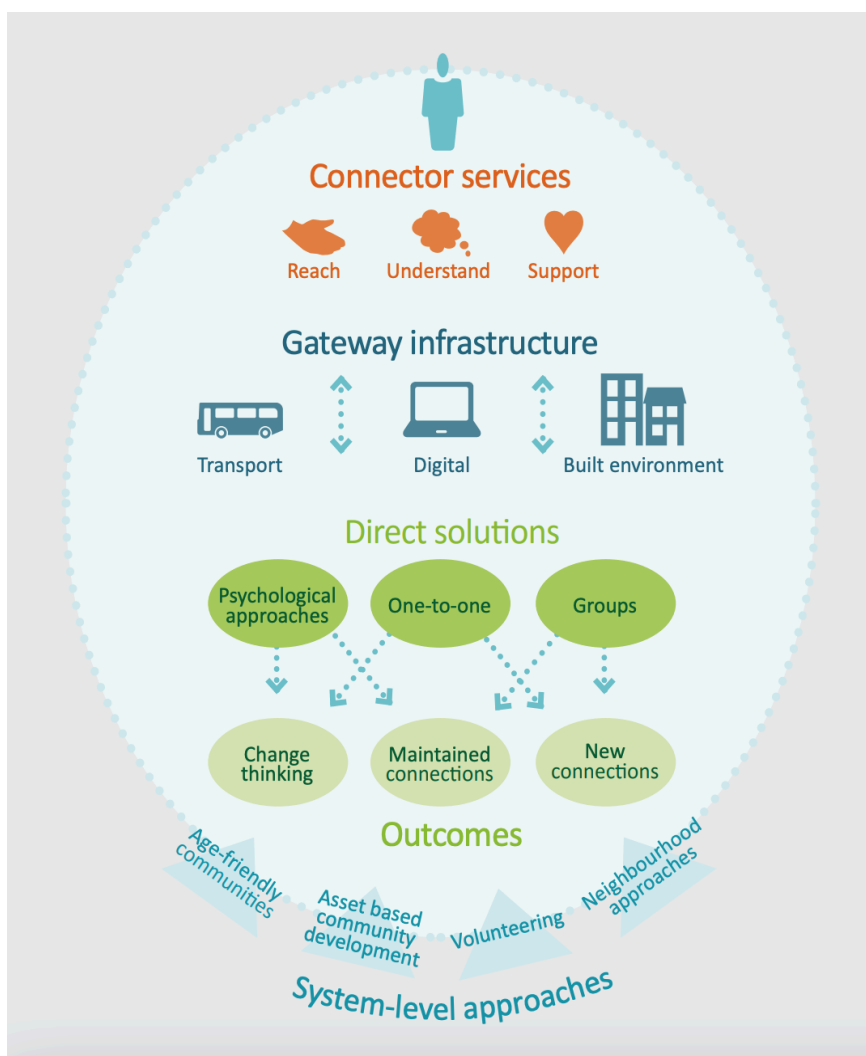 Connector services
Reach
Understand
Support
Gateway infrastructure
Transport
Digital
Built environment
Direct solutions
Psychological
approaches
One-to-one
Groups
Change
thinking
Maintained
connections
New
connections
Outcomes
Age-friendly
communities
Asset based
community
development
Volunteering
Neighbourhood
approaches
System-level approaches